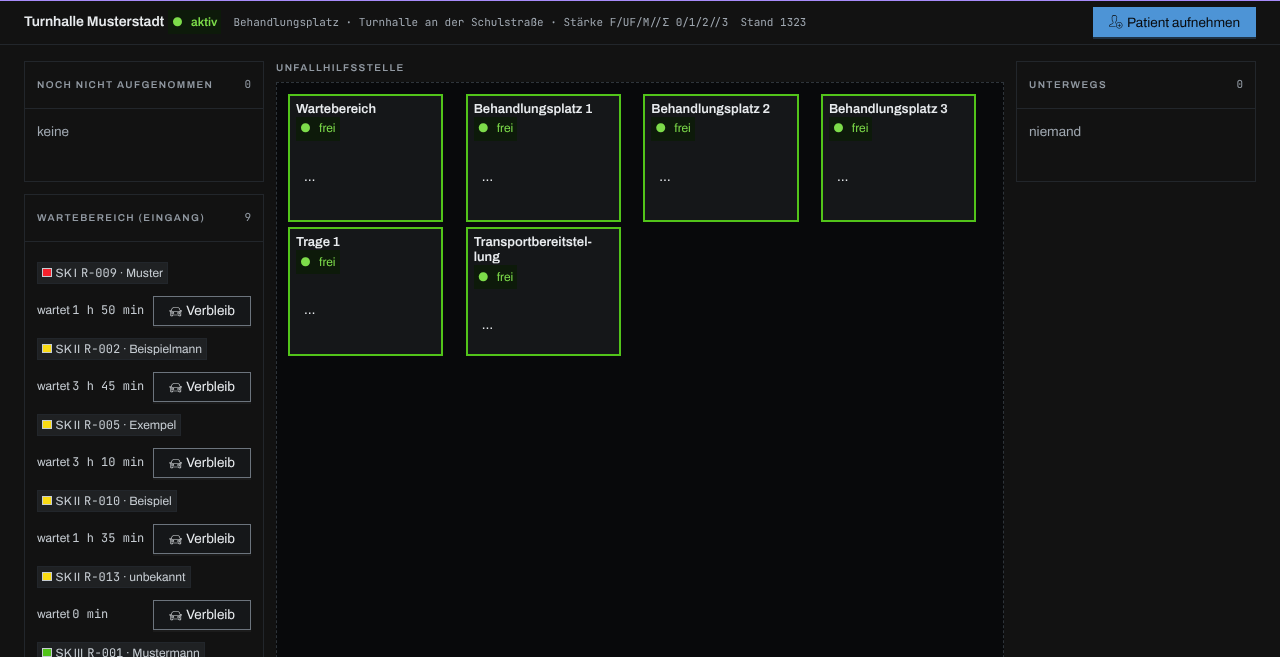 Turnhalle Musterstadt aktiv Behandlungsplatz · Turnhalle an der Schulstraße · Stärke F/UF/M//Σ 0/1/2//3 Stand 1323 Patient aufnehmen
NOCH NICHT AUFGENOMMEN 0
keine
WARTEBEREICH (EINGANG) 9
SK I R-009 · Muster
wartet 1 h 50 min Verbleib
SK II R-002 · Beispielmann
wartet 3 h 45 min Verbleib
SK II R-005 · Exempel
wartet 3 h 10 min Verbleib
SK II R-010 · Beispiel
wartet 1 h 35 min Verbleib
SK II R-013 · unbekannt
wartet 0 min Verbleib
SK III R-001 · Mustermann
UNFALLHILFSSTELLE
Wartebereich
frei
...
Behandlungsplatz 1
frei
...
Behandlungsplatz 2
frei
...
Behandlungsplatz 3
frei
...
Trage 1
frei
...
Transportbereitstel-
lung
frei
...
UNTERWEGS 0
niemand